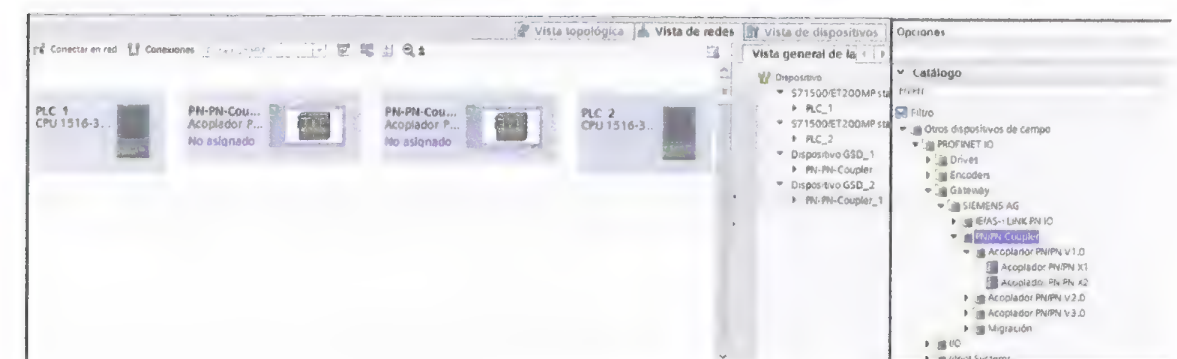 Vista topológica Vista de redes Vista de dispositivos
Conectar en red Conexiones
PLC_1
CPU 1516-3...
PN-PN-Cou...
Acoplador P...
No asignado
PN-PN-Cou...
Acoplador P...
No asignado
PLC_2
CPU 1516-3...
Vista general de la
Dispositivo
S71500/ET200MP sta
PLC_1
S71500/ET200MP sta
PLC_2
Dispositivo GSD_1
PN-PN-Coupler
Dispositivo GSD_2
PN-PN-Coupler_1
Opciones
Catálogo
Filtro
Otros dispositivos de campo
PROFINET IO
Drives
Encoders
Gateway
SIEMENS AG
IE/AS-i LINK PN IO
PN/PN Coupler
Acoplador PN/PN V1.0
Acoplador PN/PN X1
Acoplador PN/PN X2
Acoplador PN/PN V2.0
Acoplador PN/PN V3.0
Migración
I/O